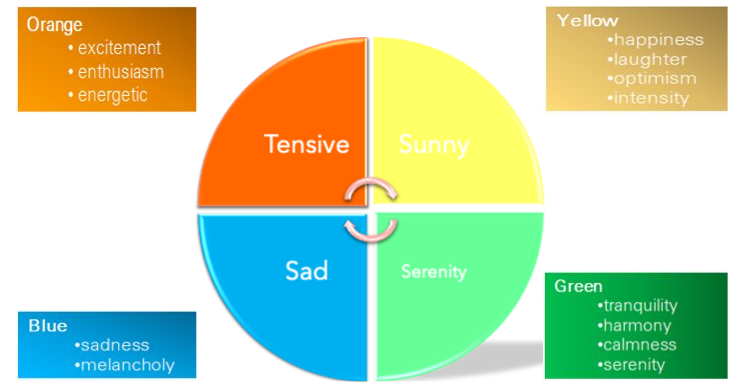 Orange
• excitement
• enthusiasm
• energetic
Yellow
•happiness
•laughter
•optimism
•intensity
Tensive
Sunny
Sad
Serenity
Blue
•sadness
•melancholy
Green
•tranquility
•harmony
•calmness
•serenity